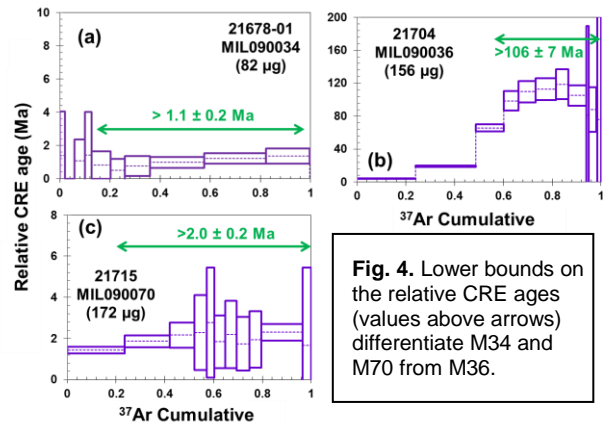 (a)
21678-01
MIL090034
(82 µg)
> 1.1 ± 0.2 Ma
10
8
6
4
2
0
0 0.2 0.4 0.6 0.8 1
21704
MIL090036
(156 µg)
>106 ± 7 Ma
(b)
200
160
120
80
40
0
0 0.2 0.4 0.6 0.8 1
³⁷Ar Cumulative
Relative CRE age (Ma)
(c)
>2.0 ± 0.2 Ma
21715
MIL090070
(172 µg)
8
6
4
2
0
0 0.2 0.4 0.6 0.8 1
³⁷Ar Cumulative
Fig. 4. Lower bounds on
the relative CRE ages
(values above arrows)
differentiate M34 and
M70 from M36.